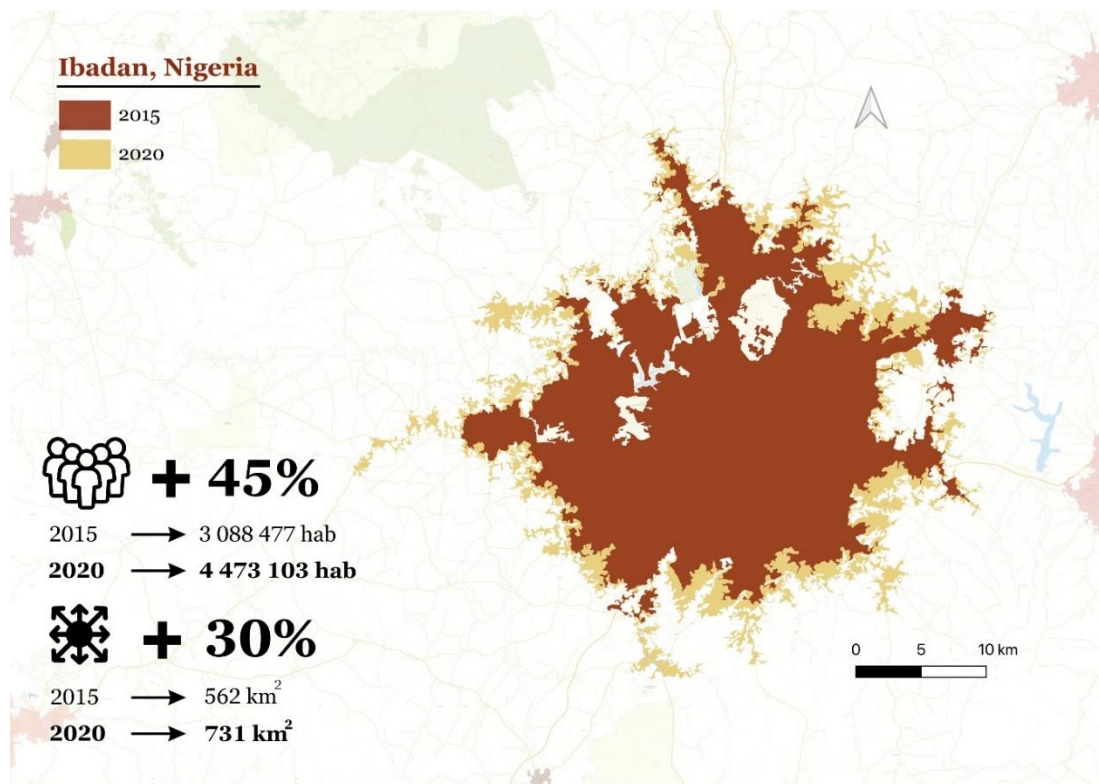 Ibadan, Nigeria
2015
2020
+ 45%
2015 → 3 088 477 hab
2020 → 4 473 103 hab
+ 30%
2015 → 562 km²
2020 → 731 km²
0 5 10 km